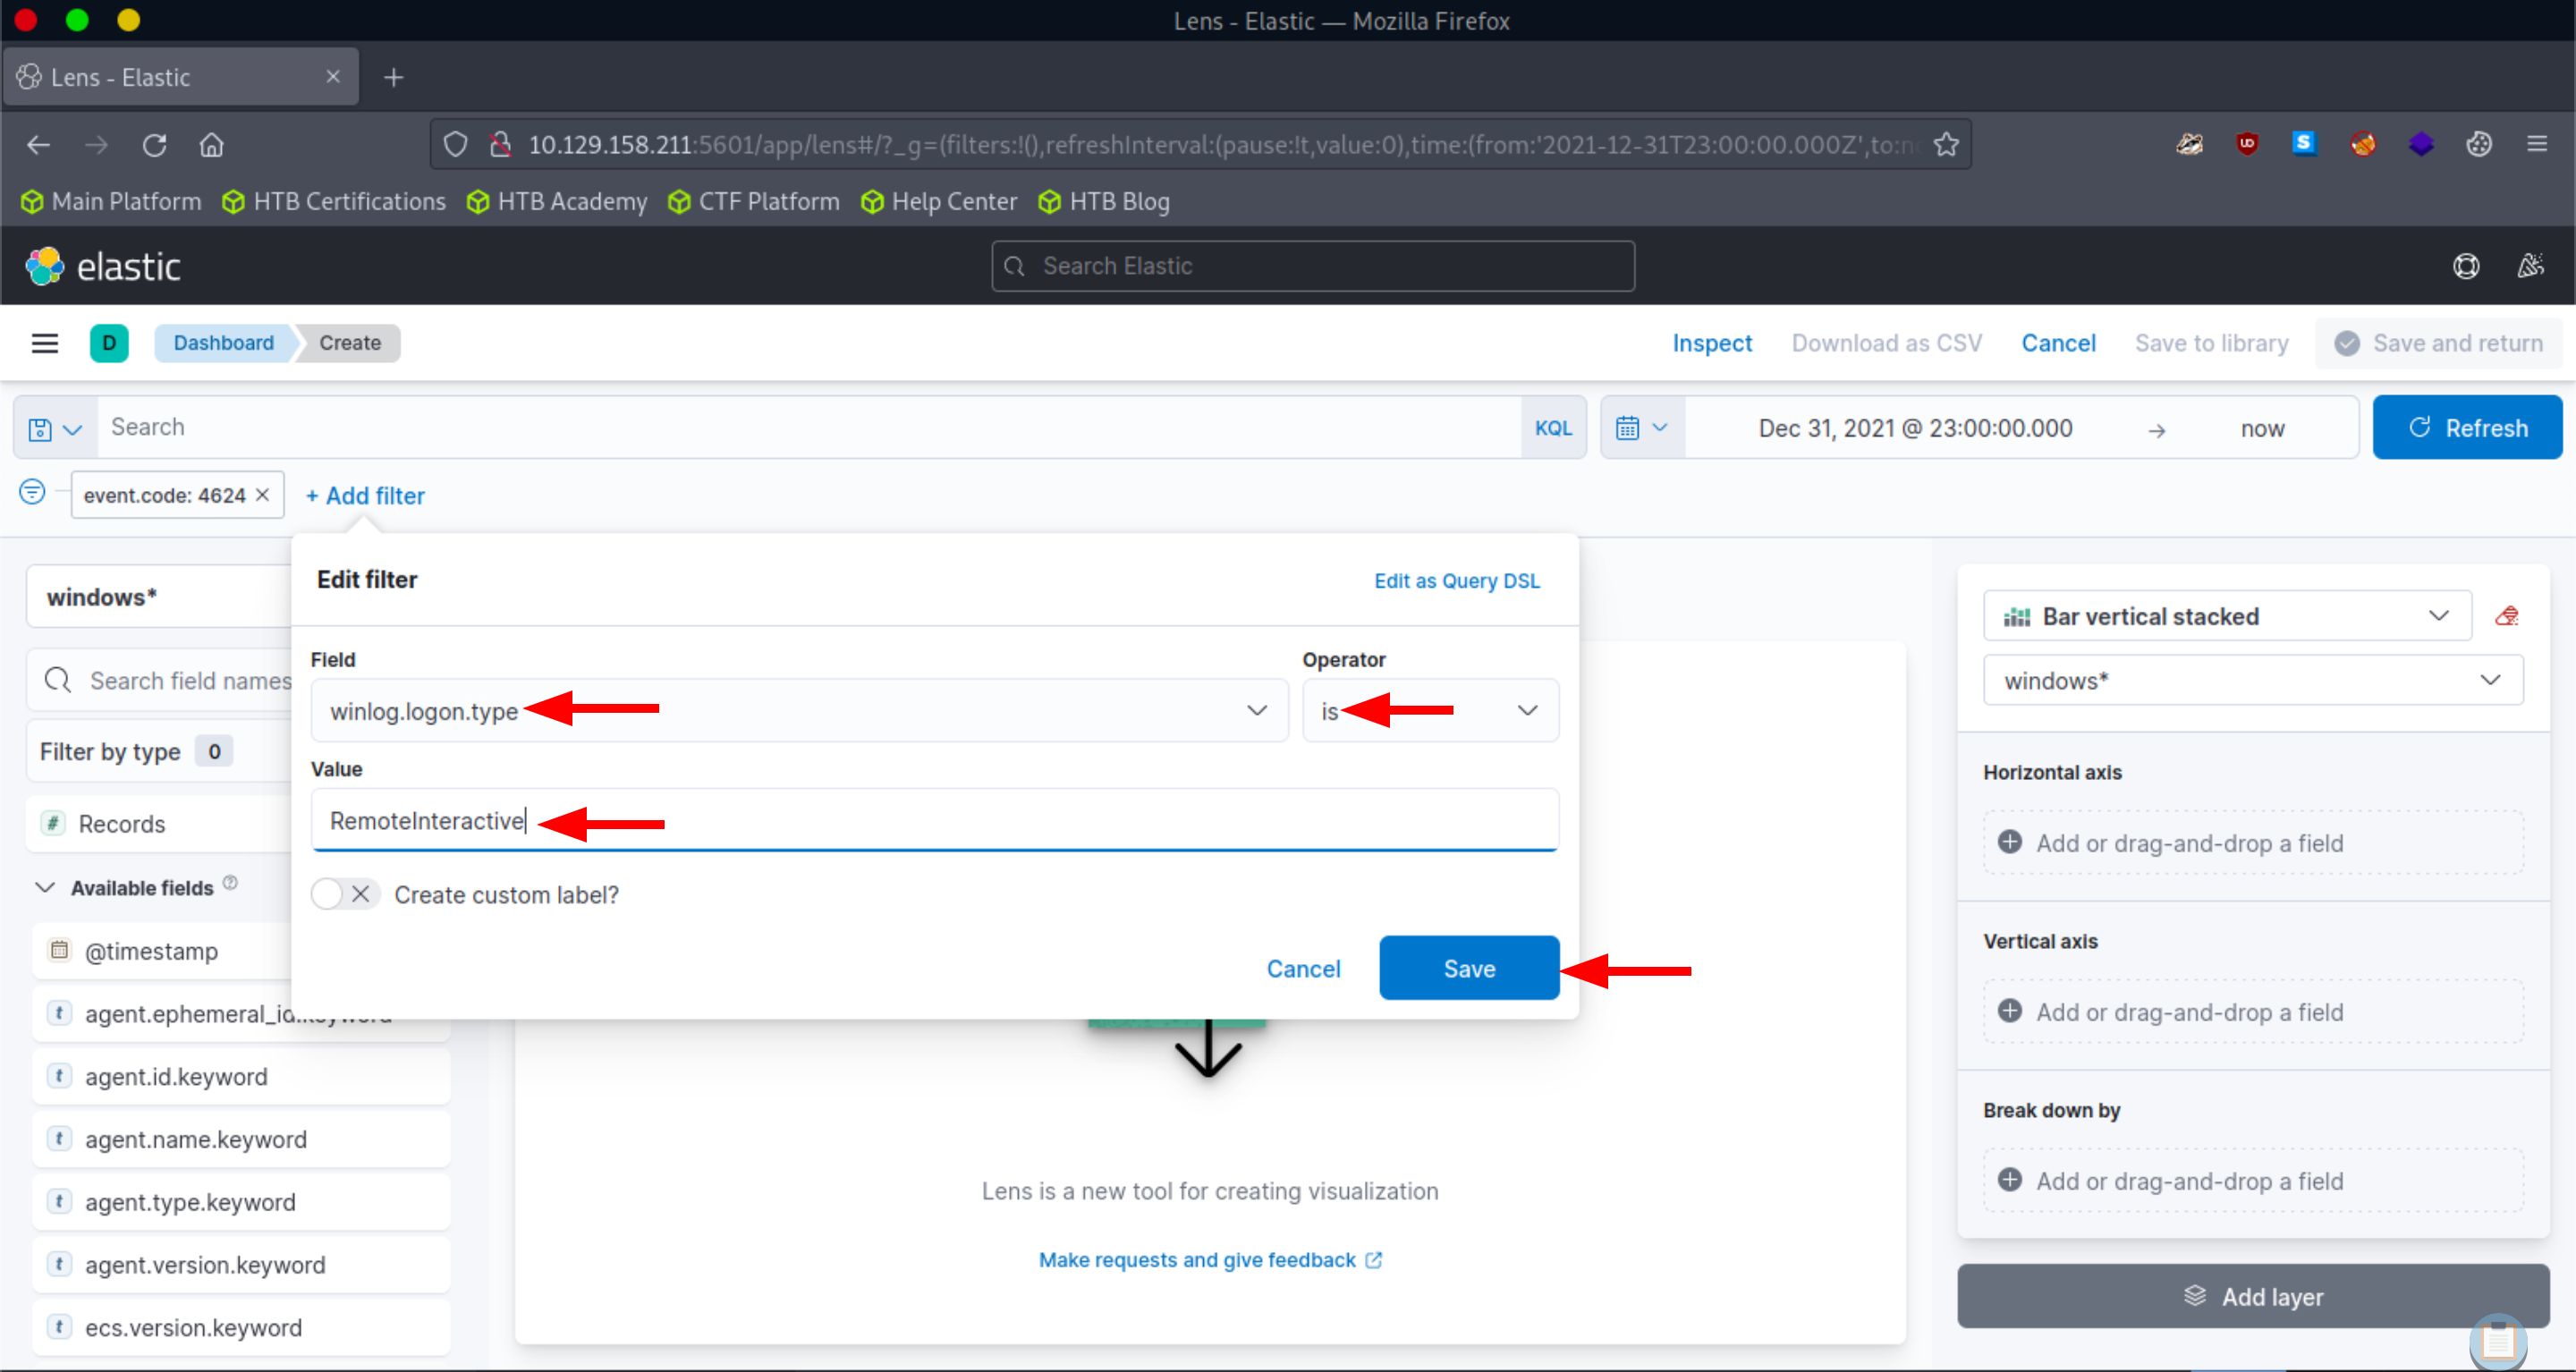 Lens - Elastic — Mozilla Firefox
Lens - Elastic
10.129.158.211:5601/app/lens#/?_g=(filters:!(),refreshInterval:(pause:!t,value:0),time:(from:'2021-12-31T23:00:00.000Z',to:n
Main Platform HTB Certifications HTB Academy CTF Platform Help Center HTB Blog
elastic
Search Elastic
D Dashboard Create
Inspect Download as CSV Cancel Save to library Save and return
Search KQL
Dec 31, 2021 @ 23:00:00.000 → now
Refresh
event.code: 4624 × + Add filter
Edit filter Edit as Query DSL
Field Operator
winlog.logon.type is
Value
RemoteInteractive
Create custom label?
Cancel Save
windows*
Search field names
Filter by type 0
# Records
Available fields
@timestamp
t agent.ephemeral_id.keyword
t agent.id.keyword
t agent.name.keyword
t agent.type.keyword
t agent.version.keyword
t ecs.version.keyword
Lens is a new tool for creating visualization
Make requests and give feedback
Bar vertical stacked
windows*
Horizontal axis
Add or drag-and-drop a field
Vertical axis
Add or drag-and-drop a field
Break down by
Add or drag-and-drop a field
Add layer